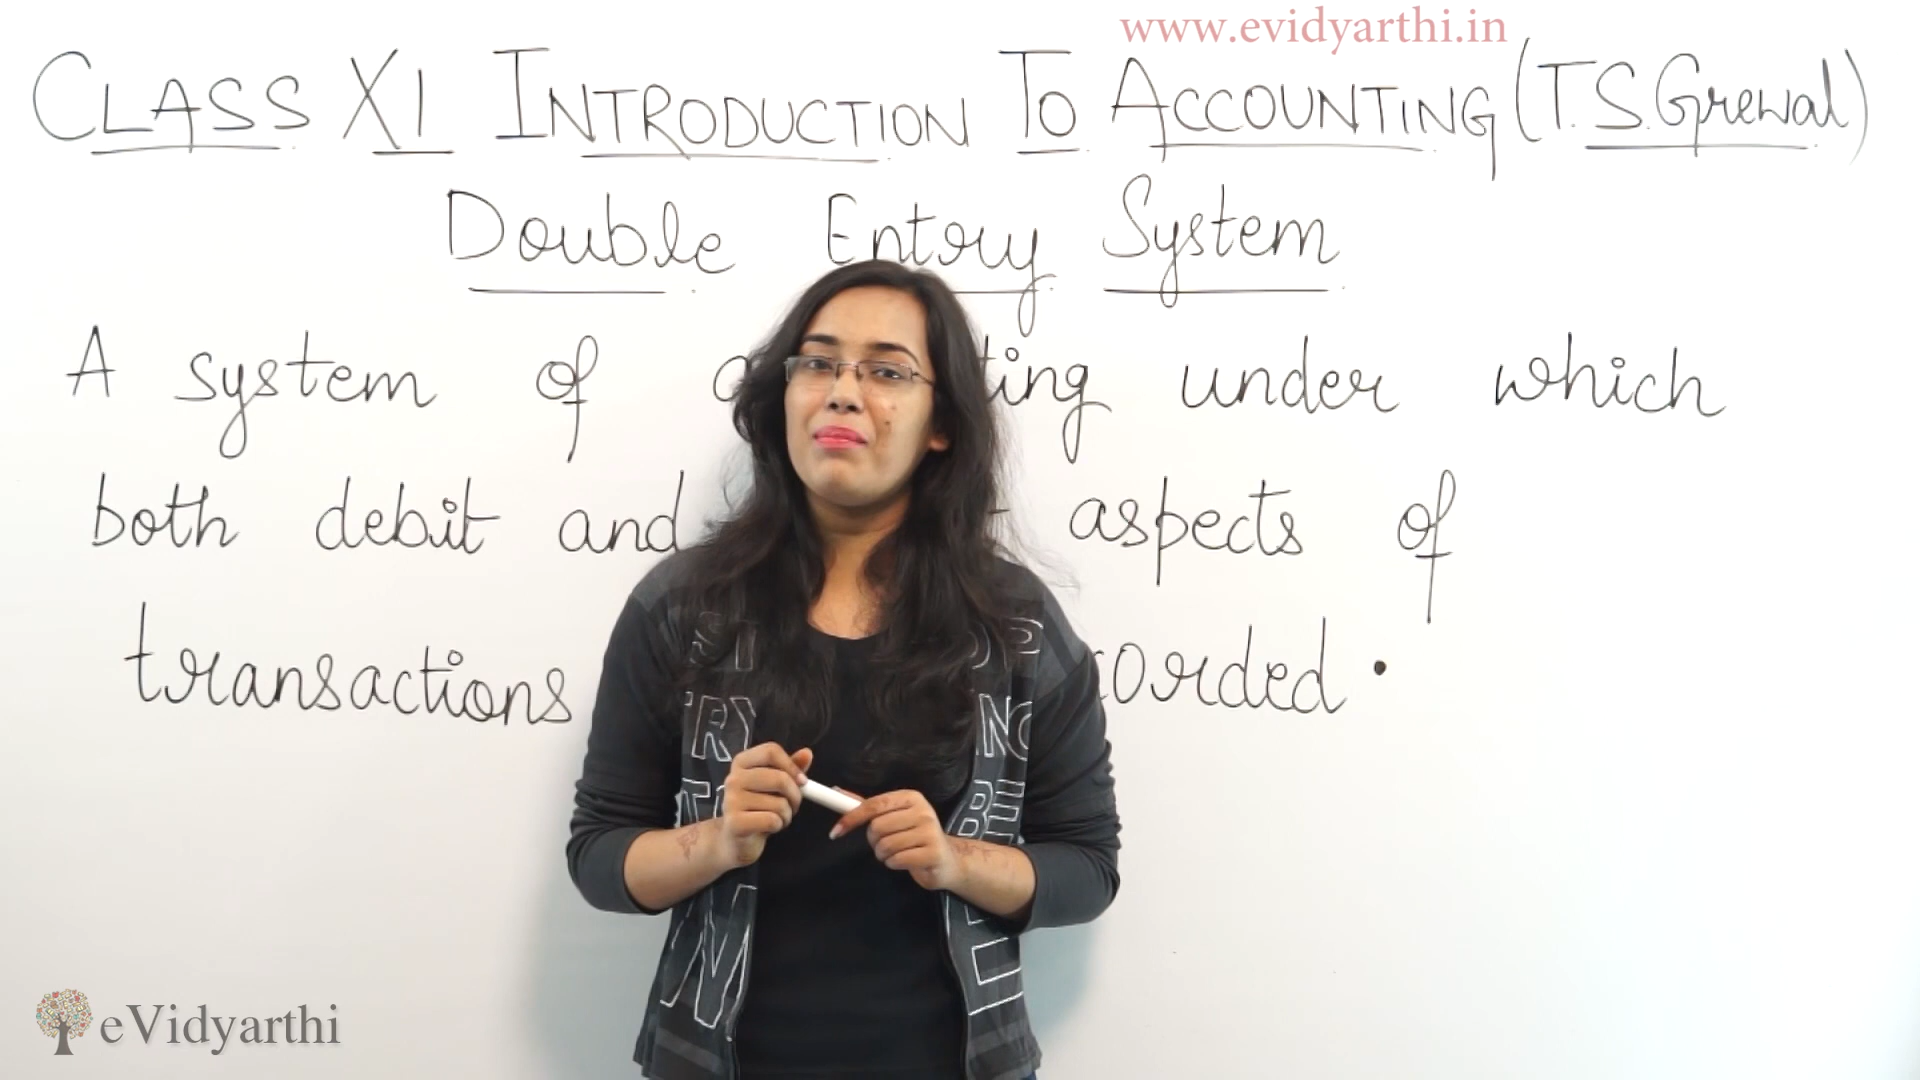 www.evidyarthi.in
CLASS XI INTRODUCTION TO ACCOUNTING (T.S.Grewal)
Double Entry System
A system of under which
both debit and aspects of
transactions
eVidyarthi